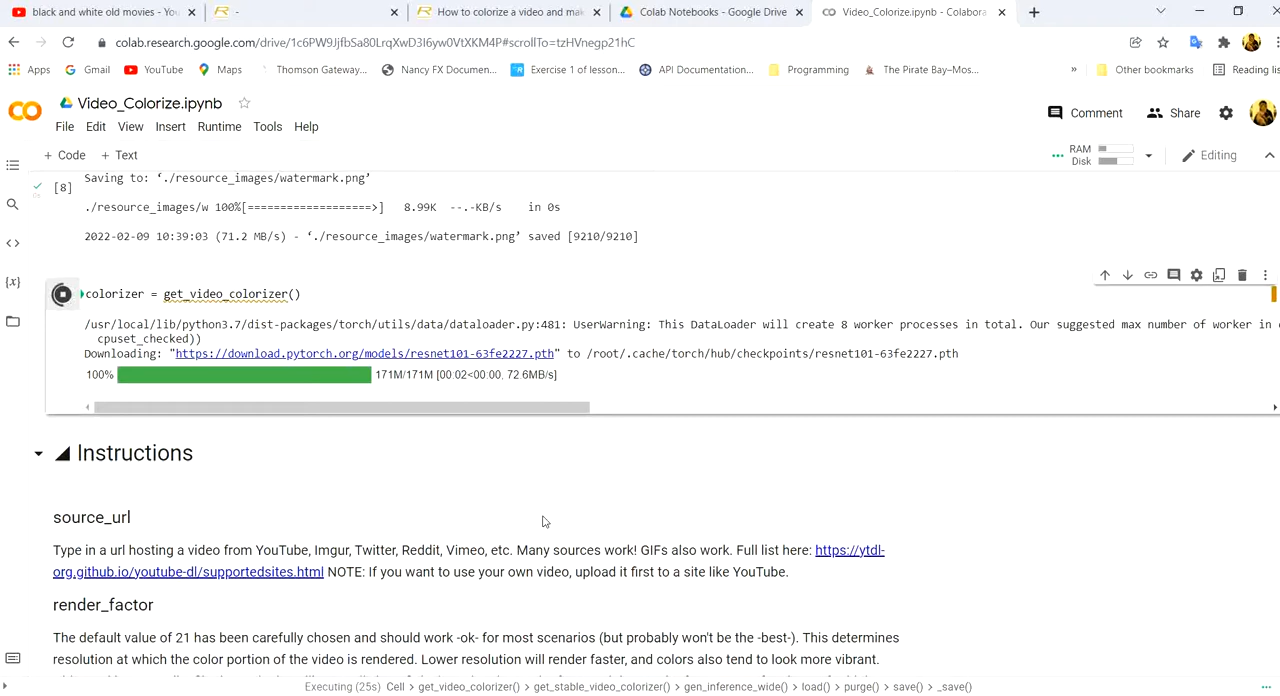 black and white old movies - You
-
How to colorize a video and mak
Colab Notebooks - Google Drive
Video_Colorize.ipynb - Colabora
colab.research.google.com/drive/1c6PW9JjfbSa80LrqXwD3I6yw0VtXKM4P#scrollTo=tzHVnegp21hC
Apps
Gmail
YouTube
Maps
Thomson Gateway...
Nancy FX Documen...
Exercise 1 of lesson...
API Documentation...
Programming
The Pirate Bay–Mos...
»
Other bookmarks
Reading lis
Video_Colorize.ipynb
File Edit View Insert Runtime Tools Help
Comment
Share
+ Code + Text
RAM
Disk
Editing
[8]
Saving to: ‘./resource_images/watermark.png’
./resource_images/w 100%[===================>] 8.99K --.-KB/s in 0s
2022-02-09 10:39:03 (71.2 MB/s) - ‘./resource_images/watermark.png’ saved [9210/9210]
colorizer = get_video_colorizer()
/usr/local/lib/python3.7/dist-packages/torch/utils/data/dataloader.py:481: UserWarning: This DataLoader will create 8 worker processes in total. Our suggested max number of worker in
cpuset_checked))
Downloading: "https://download.pytorch.org/models/resnet101-63fe2227.pth" to /root/.cache/torch/hub/checkpoints/resnet101-63fe2227.pth
100% 171M/171M [00:02<00:00, 72.6MB/s]
Instructions
source_url
Type in a url hosting a video from YouTube, Imgur, Twitter, Reddit, Vimeo, etc. Many sources work! GIFs also work. Full list here: https://ytdl-
org.github.io/youtube-dl/supportedsites.html NOTE: If you want to use your own video, upload it first to a site like YouTube.
render_factor
The default value of 21 has been carefully chosen and should work -ok- for most scenarios (but probably won't be the -best-). This determines
resolution at which the color portion of the video is rendered. Lower resolution will render faster, and colors also tend to look more vibrant.
Executing (25s) Cell > get_video_colorizer() > get_stable_video_colorizer() > gen_inference_wide() > load() > purge() > save() > _save()